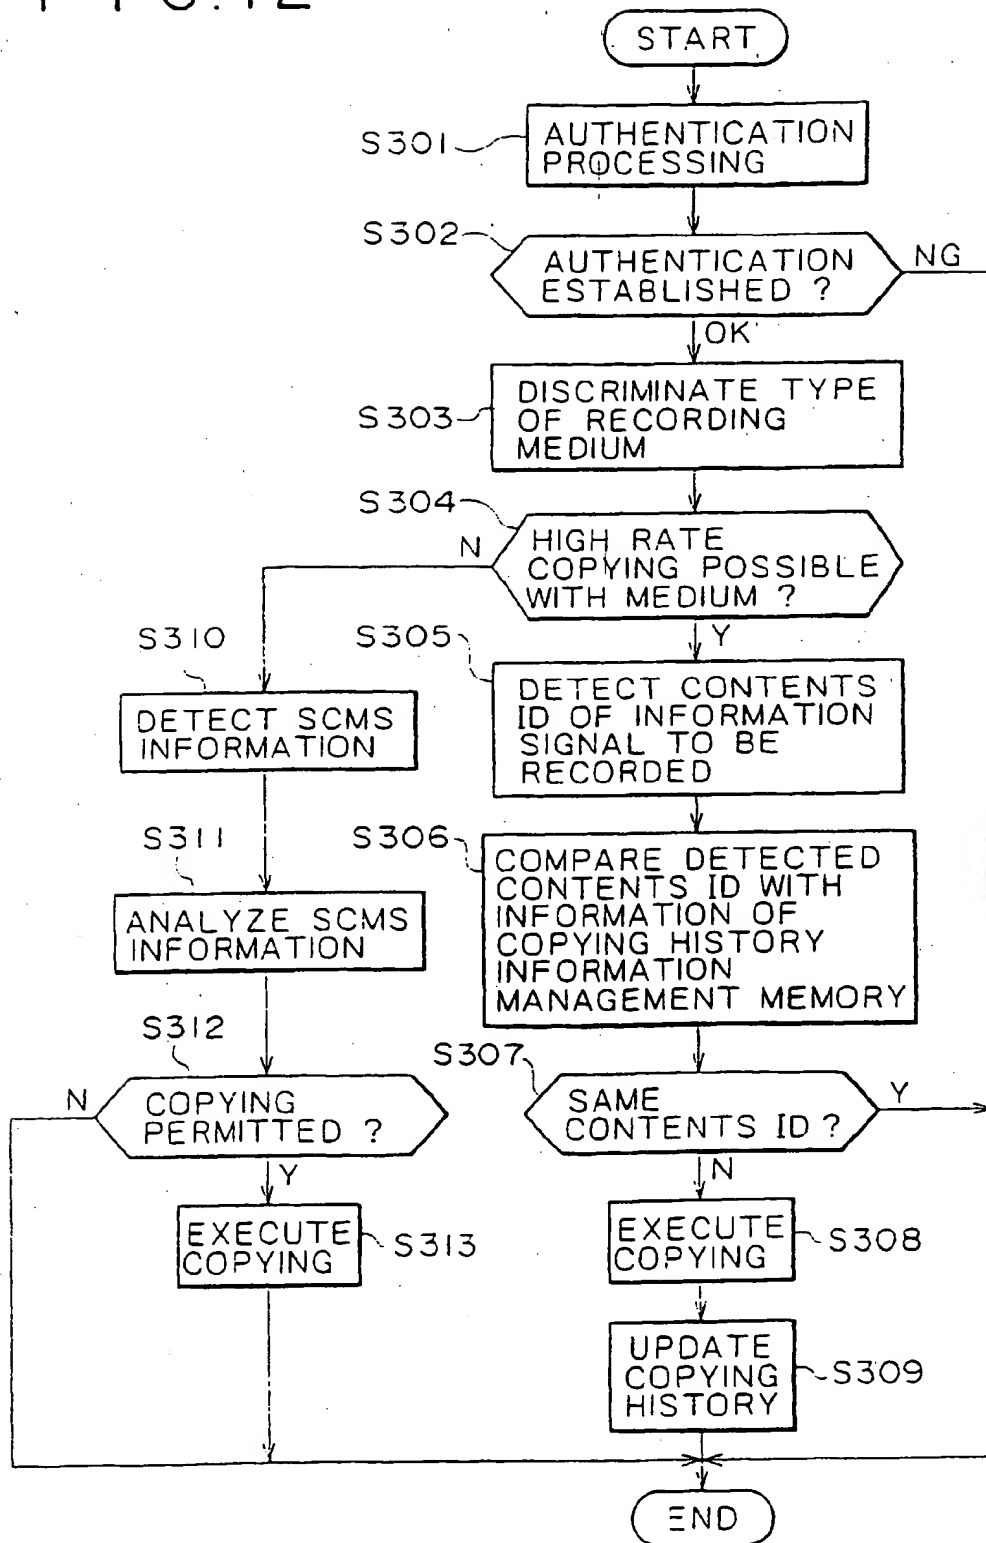 START
S301
AUTHENTICATION
PROCESSING
S302
AUTHENTICATION
ESTABLISHED ?
NG
OK
S303
DISCRIMINATE TYPE
OF RECORDING
MEDIUM
S304
N
HIGH RATE
COPYING POSSIBLE
WITH MEDIUM ?
Y
S305
DETECT CONTENTS
ID OF INFORMATION
SIGNAL TO BE
RECORDED
S310
DETECT SCMS
INFORMATION
S306
COMPARE DETECTED
CONTENTS ID WITH
INFORMATION OF
COPYING HISTORY
INFORMATION
MANAGEMENT MEMORY
S311
ANALYZE SCMS
INFORMATION
S312
N
COPYING
PERMITTED ?
Y
S307
SAME
CONTENTS ID ?
Y
N
EXECUTE
COPYING
S313
EXECUTE
COPYING
S308
UPDATE
COPYING
HISTORY
S309
END